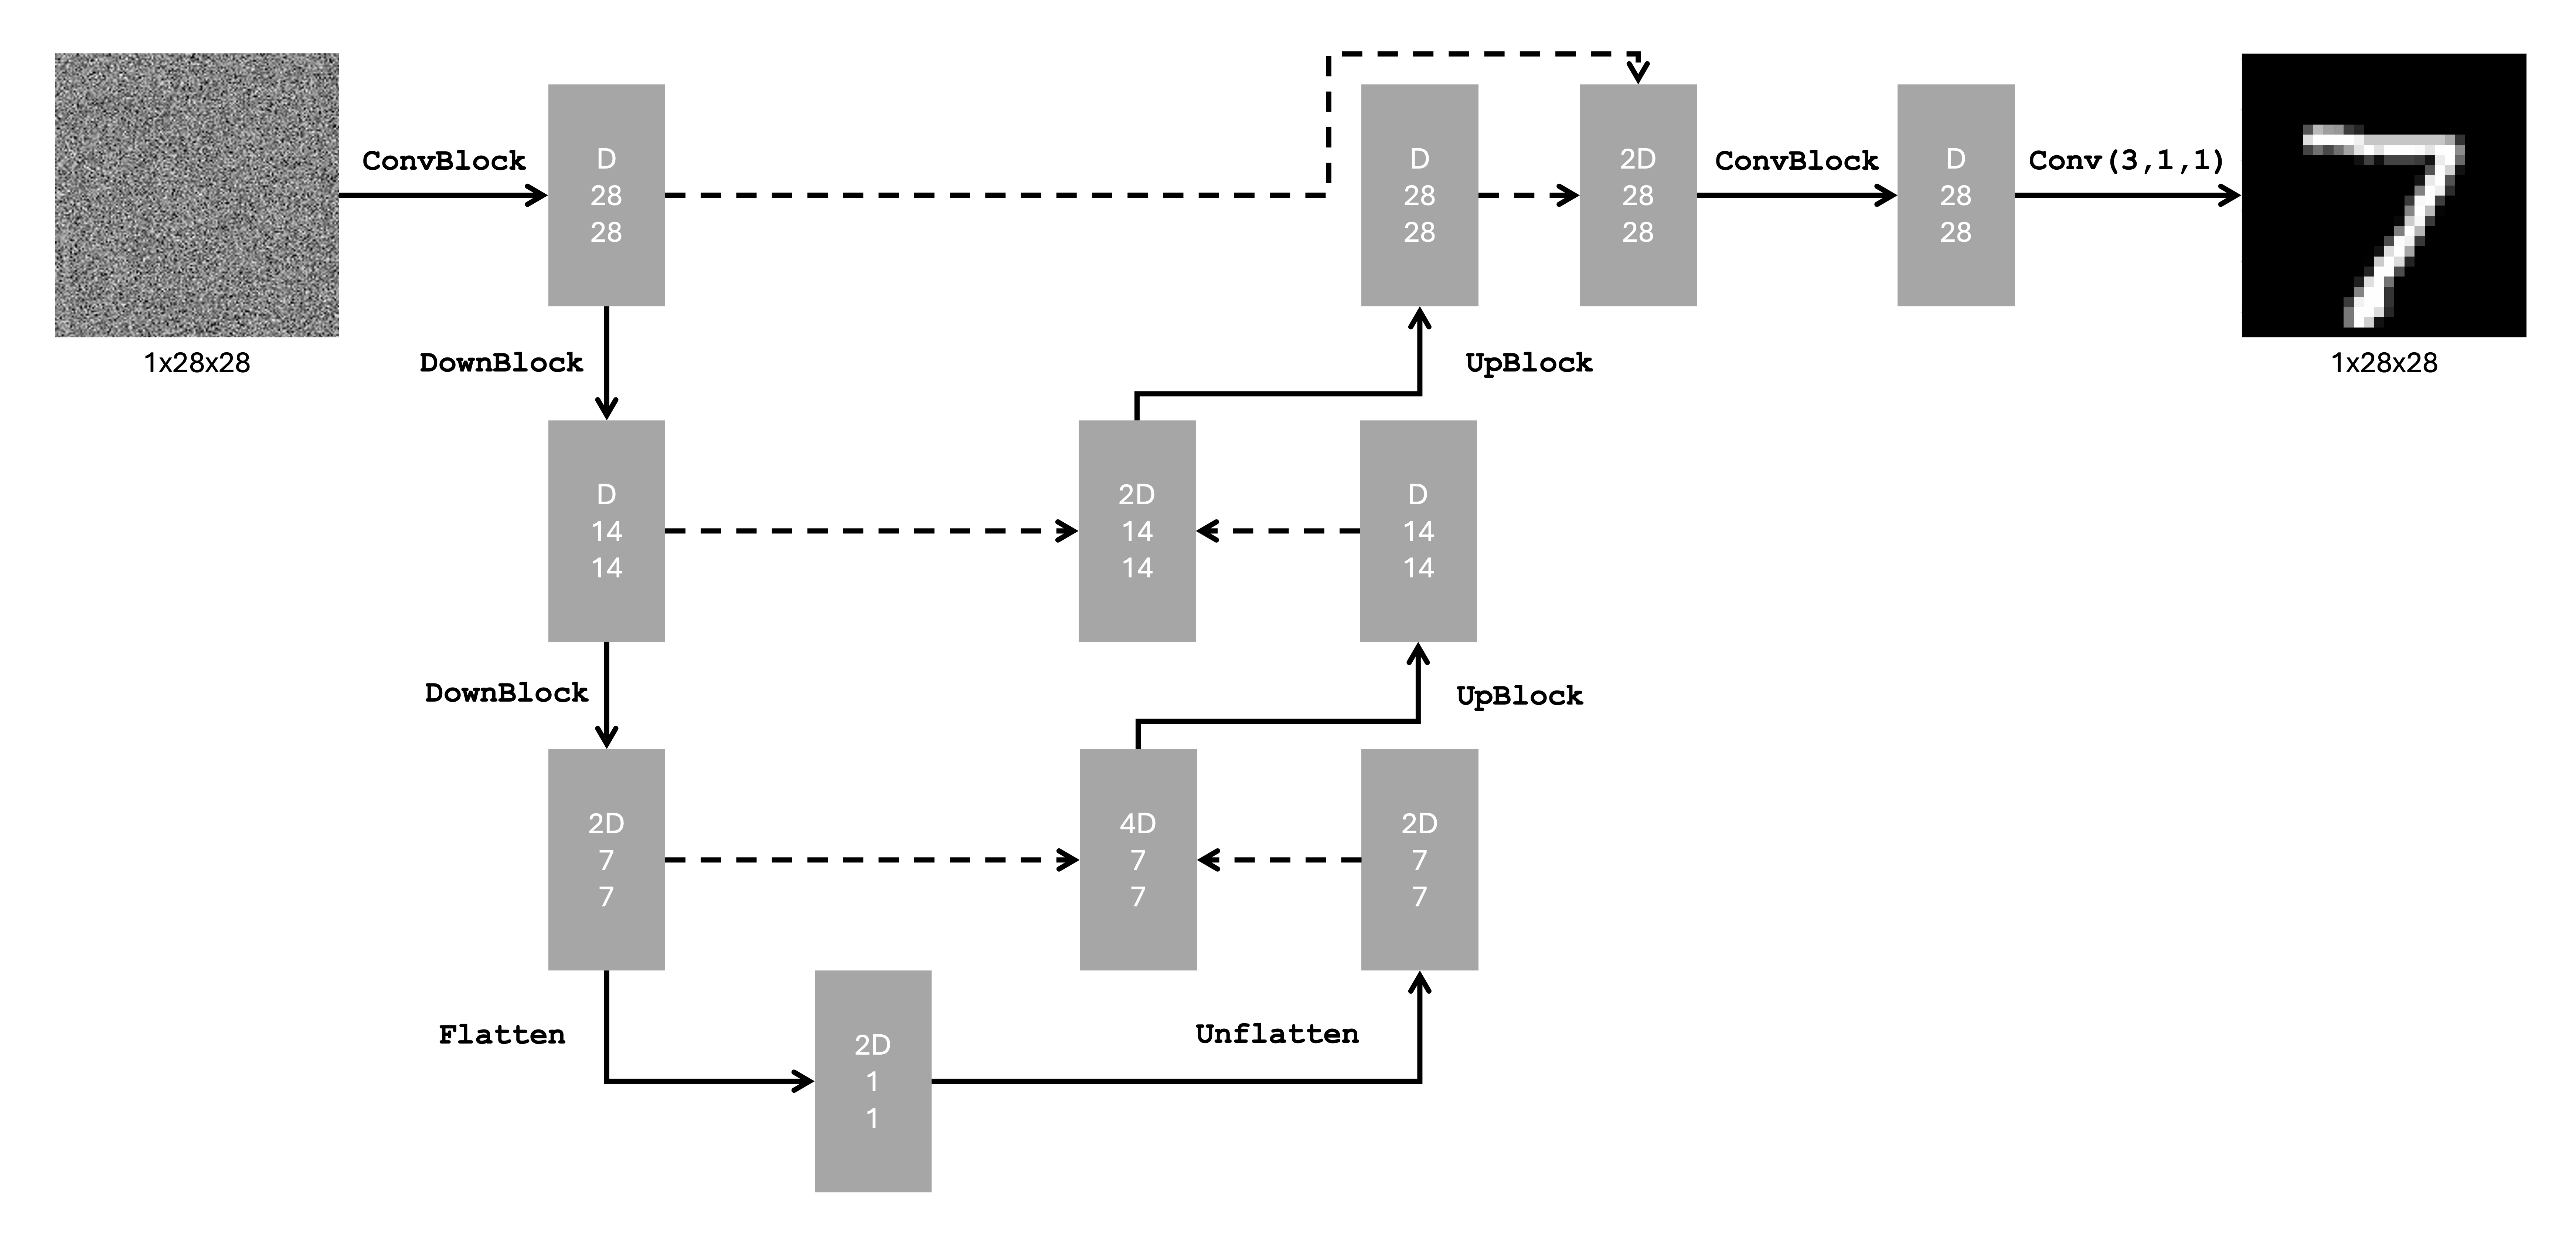 1x28x28
ConvBlock
D
28
28
D
28
28
2D
28
28
ConvBlock
D
28
28
Conv(3,1,1)
1x28x28
DownBlock
UpBlock
D
14
14
2D
14
14
D
14
14
DownBlock
UpBlock
2D
7
7
4D
7
7
2D
7
7
Flatten
2D
1
1
Unflatten